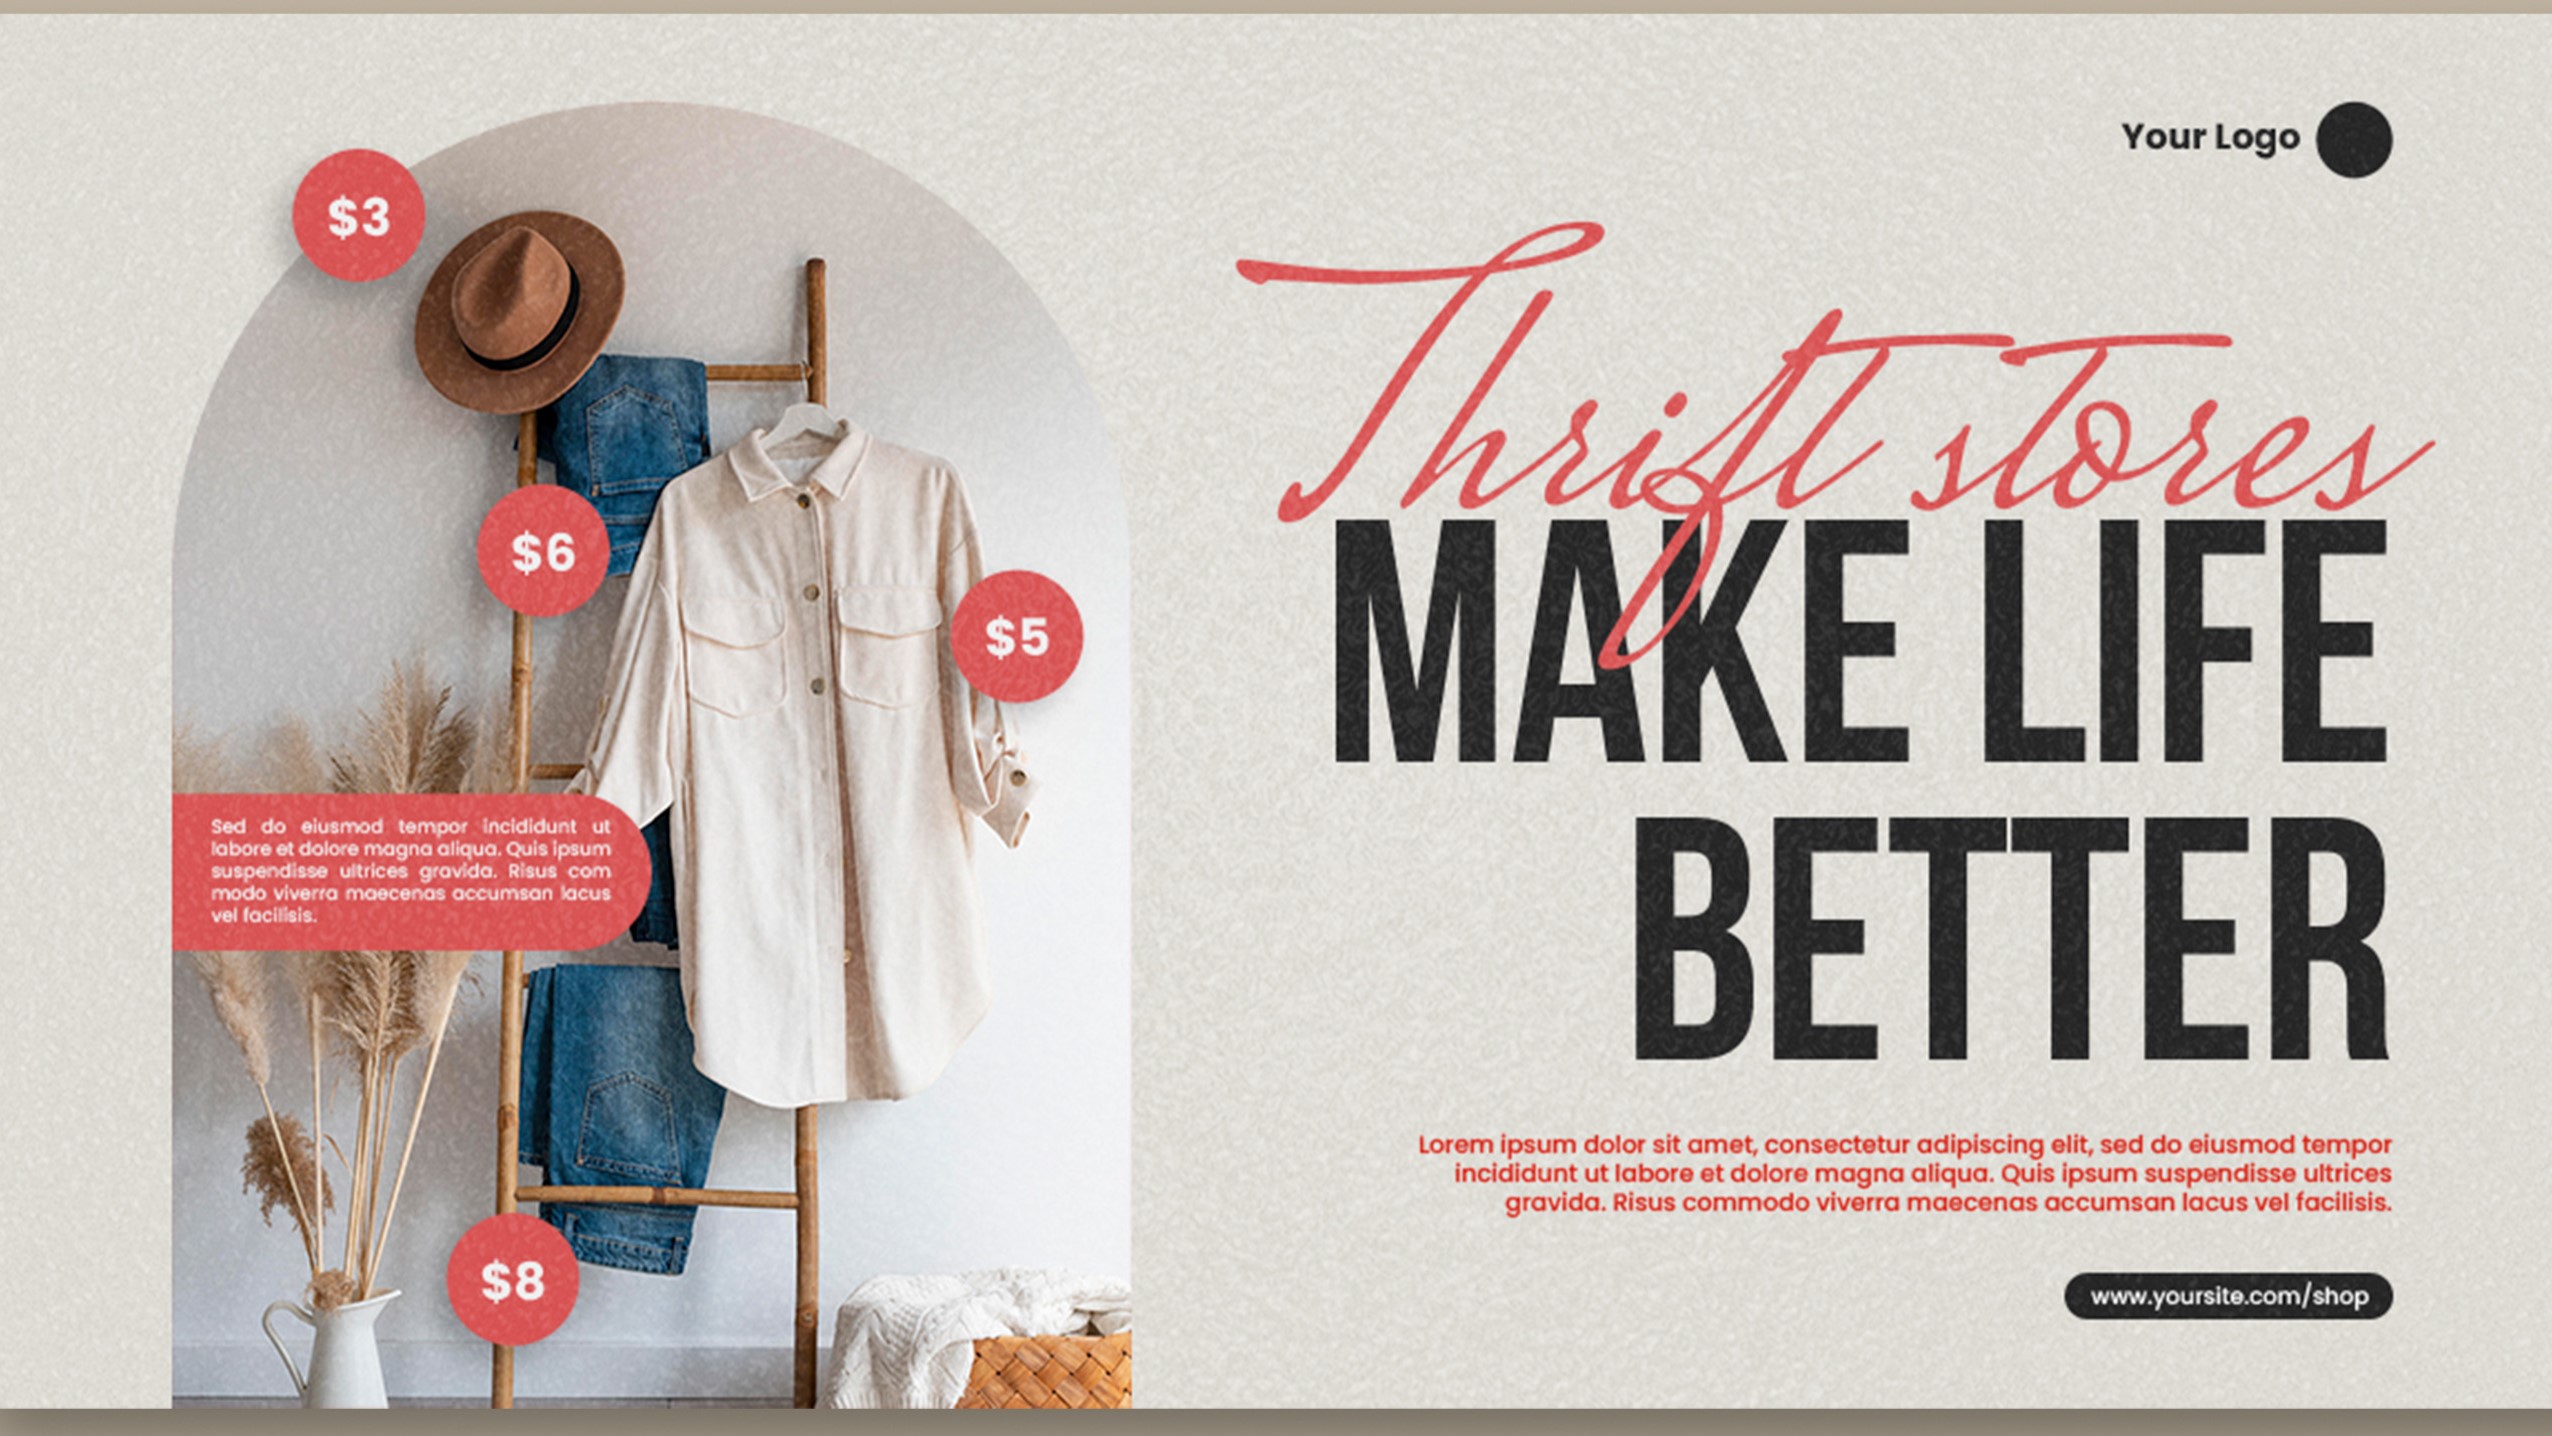 Your Logo
$3
$6
$5
Sed do eiusmod tempor incididunt ut
labore et dolore magna aliqua. Quis ipsum
suspendisse ultrices gravida. Risus com
modo viverra maecenas accumsan lacus
vel facilisis.
$8
Thrift stores
MAKE LIFE
BETTER
Lorem ipsum dolor sit amet, consectetur adipiscing elit, sed do eiusmod tempor
incididunt ut labore et dolore magna aliqua. Quis ipsum suspendisse ultrices
gravida. Risus commodo viverra maecenas accumsan lacus vel facilisis.
www.yoursite.com/shop